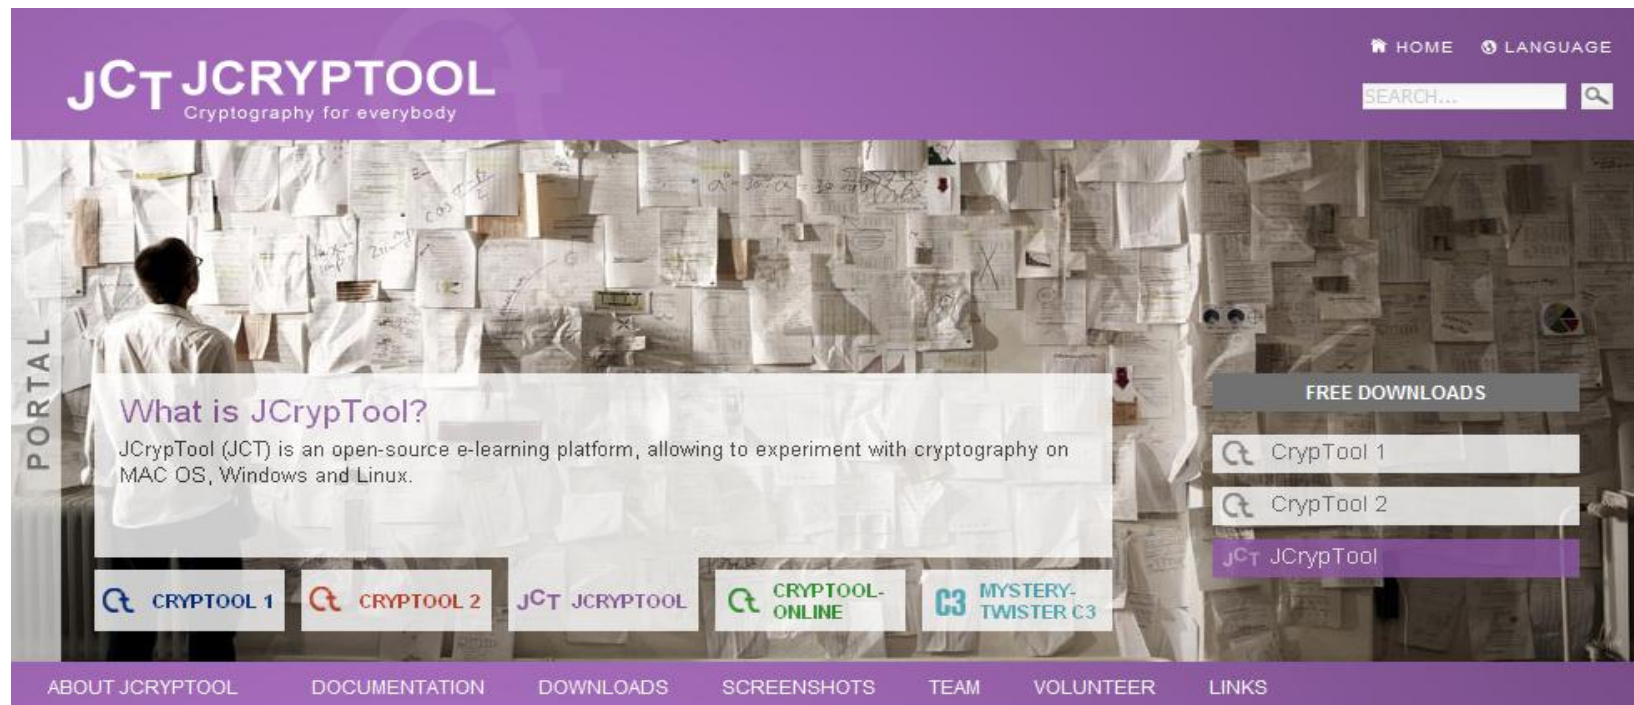 JCT JCRYPTOOL
Cryptography for everybody
HOME
LANGUAGE
SEARCH...
PORTAL
What is JCrypTool?
JCrypTool (JCT) is an open-source e-learning platform, allowing to experiment with cryptography on
MAC OS, Windows and Linux.
CRYPTOOL 1
CRYPTOOL 2
JCT JCRYPTOOL
CRYPTOOL-
ONLINE
C3
MYSTERY-
TWISTER C3
FREE DOWNLOADS
CrypTool 1
CrypTool 2
JCT JCrypTool
ABOUT JCRYPTOOL
DOCUMENTATION
DOWNLOADS
SCREENSHOTS
TEAM
VOLUNTEER
LINKS